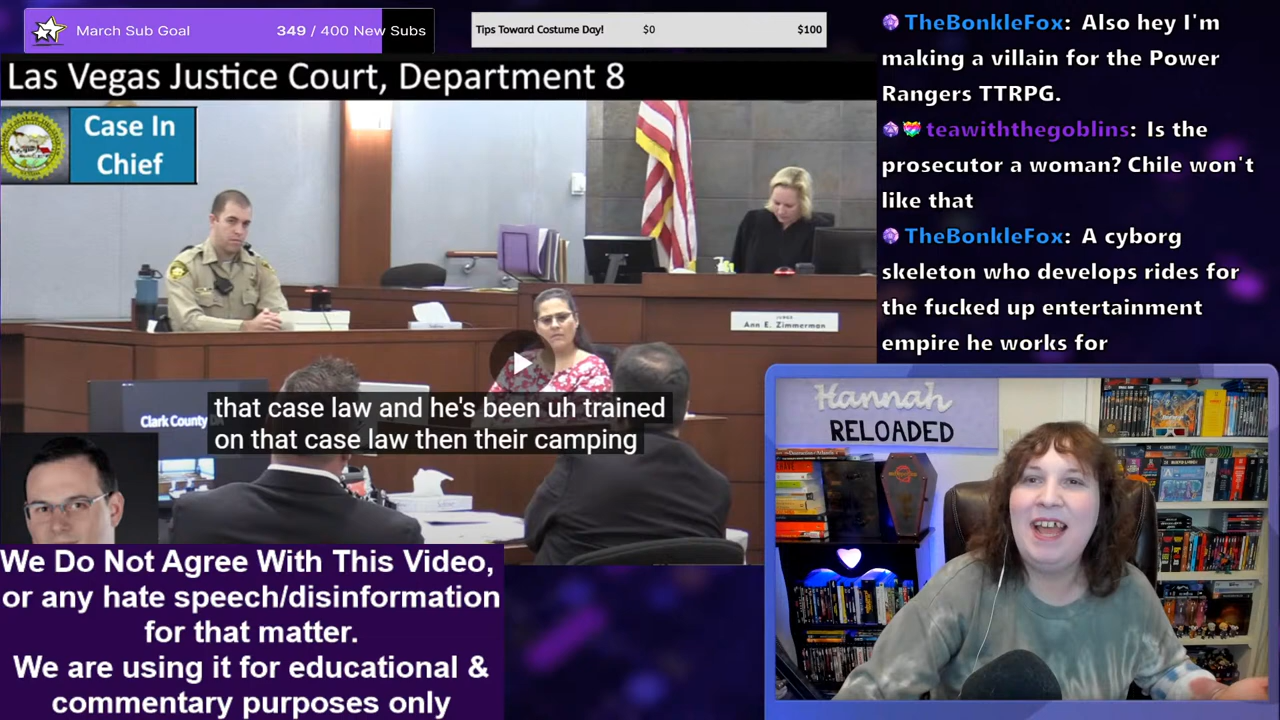 March Sub Goal 349 / 400 New Subs
Tips Toward Costume Day! $0 $100
Las Vegas Justice Court, Department 8
Case In
Chief
JUDGE
Ann E. Zimmerman
Clark County
that case law and he's been uh trained
on that case law then their camping
We Do Not Agree With This Video,
or any hate speech/disinformation
for that matter.
We are using it for educational &
commentary purposes only
TheBonkleFox: Also hey I'm
making a villain for the Power
Rangers TTRPG.
teawiththegoblins: Is the
prosecutor a woman? Chile won't
like that
TheBonkleFox: A cyborg
skeleton who develops rides for
the fucked up entertainment
empire he works for
Hannah
RELOADED